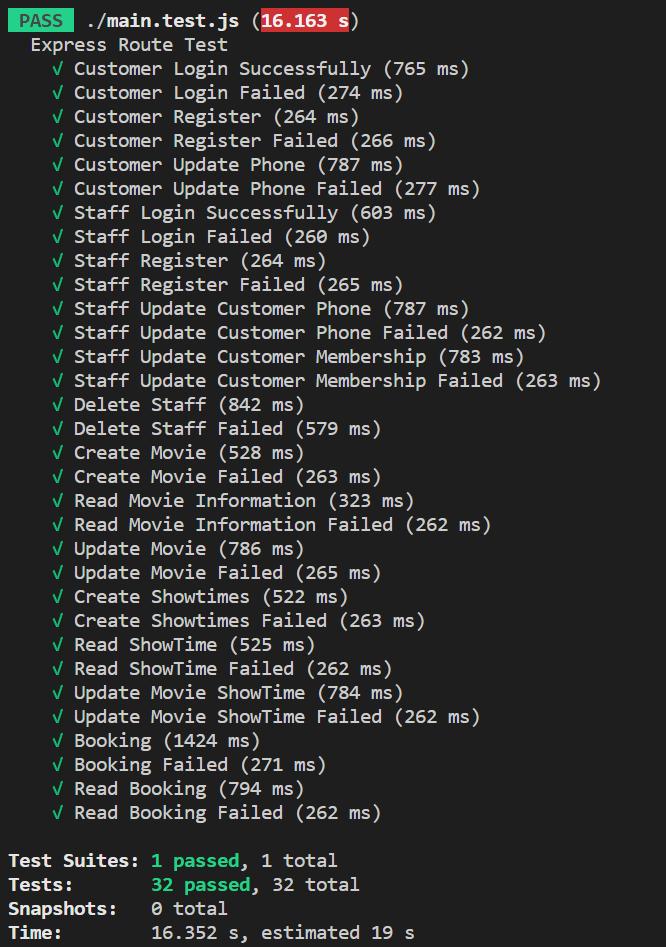 PASS ./main.test.js (16.163 s)
Express Route Test
√ Customer Login Successfully (765 ms)
√ Customer Login Failed (274 ms)
√ Customer Register (264 ms)
√ Customer Register Failed (266 ms)
√ Customer Update Phone (787 ms)
√ Customer Update Phone Failed (277 ms)
√ Staff Login Successfully (603 ms)
√ Staff Login Failed (260 ms)
√ Staff Register (264 ms)
√ Staff Register Failed (265 ms)
√ Staff Update Customer Phone (787 ms)
√ Staff Update Customer Phone Failed (262 ms)
√ Staff Update Customer Membership (783 ms)
√ Staff Update Customer Membership Failed (263 ms)
√ Delete Staff (842 ms)
√ Delete Staff Failed (579 ms)
√ Create Movie (528 ms)
√ Create Movie Failed (263 ms)
√ Read Movie Information (323 ms)
√ Read Movie Information Failed (262 ms)
√ Update Movie (786 ms)
√ Update Movie Failed (265 ms)
√ Create Showtimes (522 ms)
√ Create Showtimes Failed (263 ms)
√ Read ShowTime (525 ms)
√ Read ShowTime Failed (262 ms)
√ Update Movie ShowTime (784 ms)
√ Update Movie ShowTime Failed (262 ms)
√ Booking (1424 ms)
√ Booking Failed (271 ms)
√ Read Booking (794 ms)
√ Read Booking Failed (262 ms)
Test Suites: 1 passed, 1 total
Tests: 32 passed, 32 total
Snapshots: 0 total
Time: 16.352 s, estimated 19 s